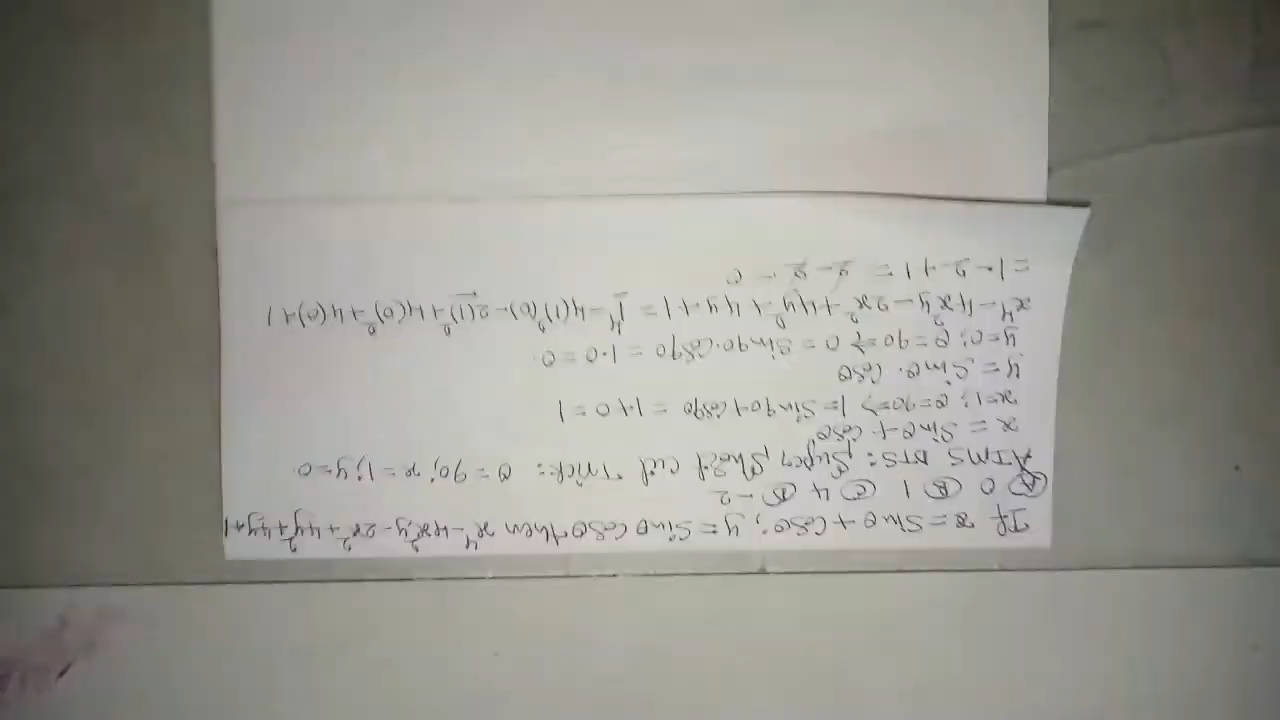 If x = Sinθ + Cosθ; y = Sinθ Cosθ then x⁴ - 4x²y - 2x² + 4y² + 4y + 1
(A) 0 (B) 1 (C) 4 (D) -2
AIMS DTS: Super Short cut Trick: θ = 90; x = 1; y = 0
x = Sinθ + Cosθ
x=1; θ=90 ⇒ 1 = Sin90 + Cos90 = 1+0 = 1
y = Sinθ. Cosθ
y=0; θ=90 ⇒ 0 = Sin90. Cos90 = 1·0 = 0.
x⁴ - 4x²y - 2x² + 4y² + 4y + 1 = 1⁴ - 4(1)²(0) - 2(1)² + 4(0)² + 4(0) + 1
= 1 - 2 + 1 = 2 - 2 = 0